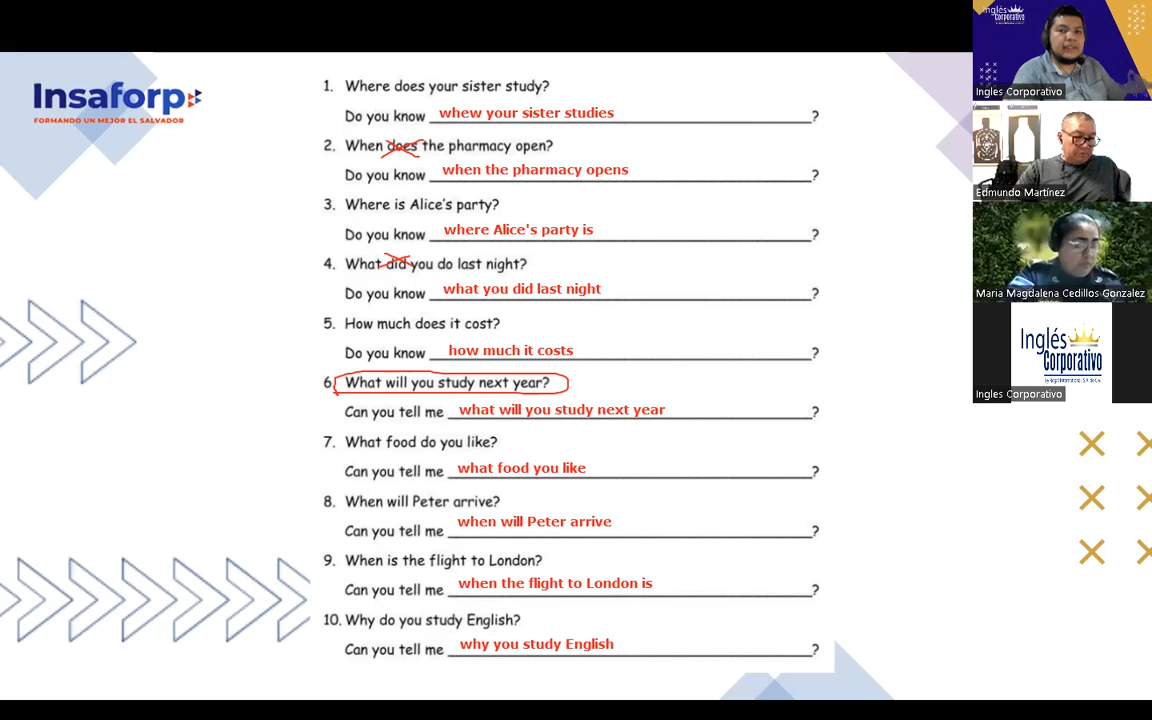 Insaforp
FORMANDO UN MEJOR EL SALVADOR
1. Where does your sister study?
Do you know whew your sister studies ?
2. When does the pharmacy open?
Do you know when the pharmacy opens ?
3. Where is Alice's party?
Do you know where Alice's party is ?
4. What did you do last night?
Do you know what you did last night ?
5. How much does it cost?
Do you know how much it costs ?
6. What will you study next year?
Can you tell me what will you study next year ?
7. What food do you like?
Can you tell me what food you like ?
8. When will Peter arrive?
Can you tell me when will Peter arrive ?
9. When is the flight to London?
Can you tell me when the flight to London is ?
10. Why do you study English?
Can you tell me why you study English ?
Inglés
Corporativo
Ingles Corporativo
Edmundo Martínez
Maria Magdalena Cedillos Gonzalez
Inglés
Corporativo
Ingles Corporativo